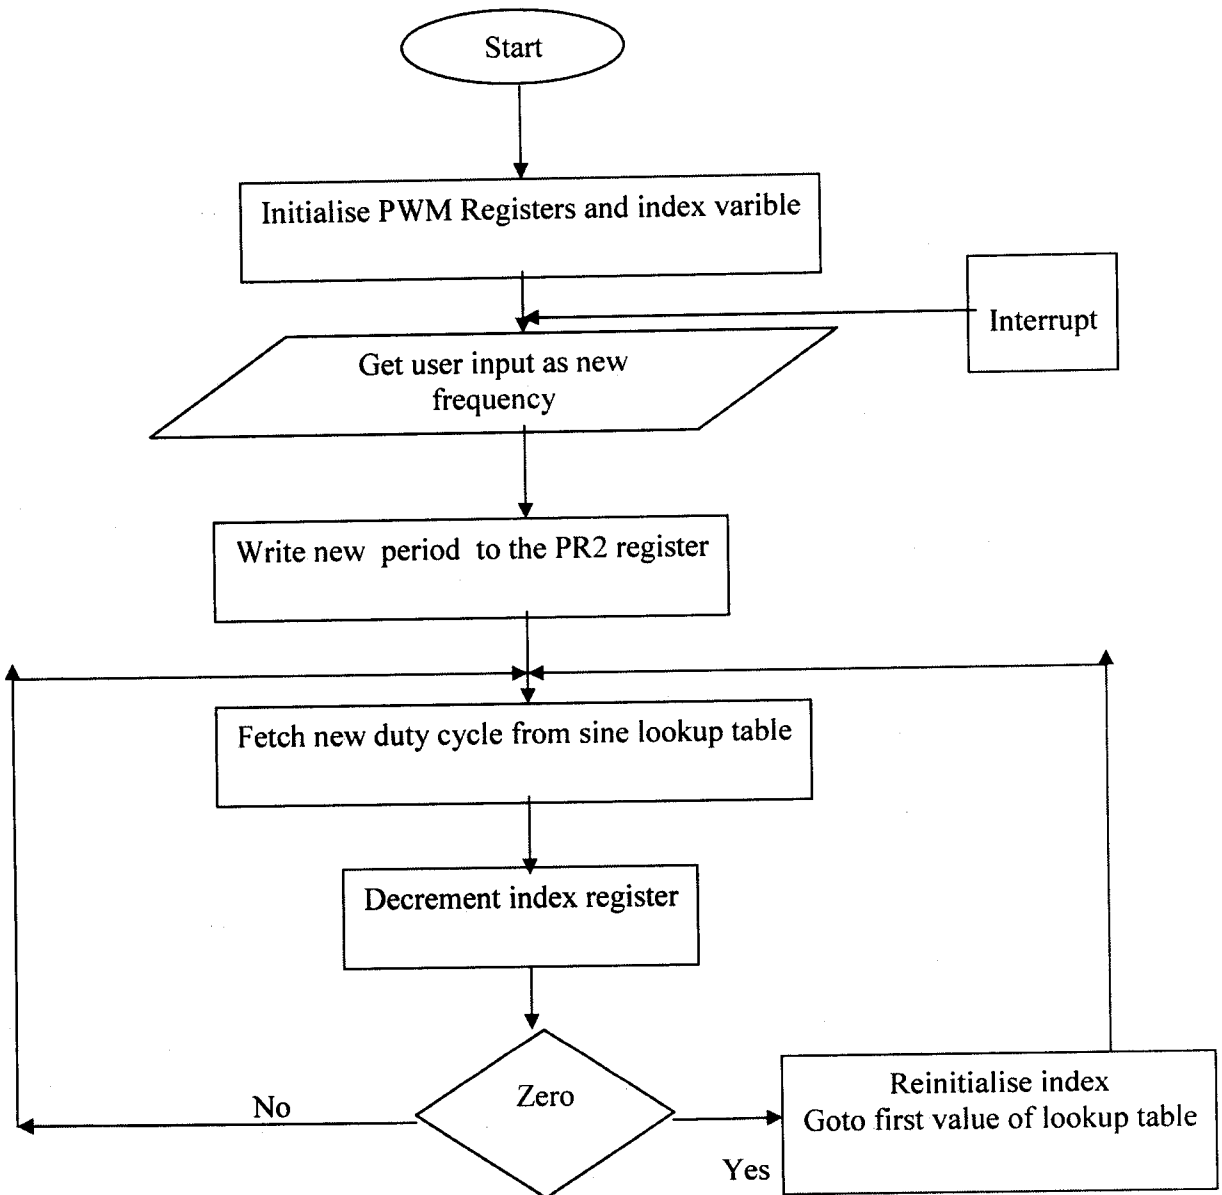 Start
Initialise PWM Registers and index varible
Interrupt
Get user input as new
frequency
Write new period to the PR2 register
Fetch new duty cycle from sine lookup table
Decrement index register
Zero
No
Yes
Reinitialise index
Goto first value of lookup table